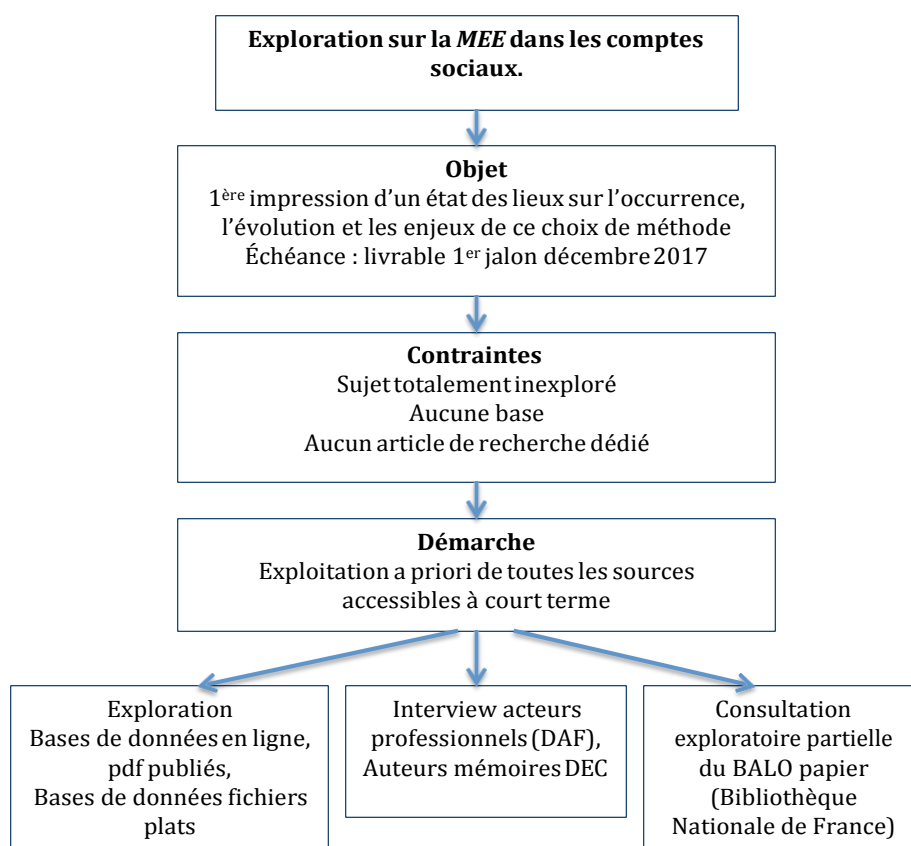 Exploration sur la MEE dans les comptes
sociaux.
Objet
1ère impression d'un état des lieux sur l'occurrence,
l'évolution et les enjeux de ce choix de méthode
Échéance : livrable 1er jalon décembre 2017
Contraintes
Sujet totalement inexploré
Aucune base
Aucun article de recherche dédié
Démarche
Exploitation a priori de toutes les sources
accessibles à court terme
Exploration
Bases de données en ligne,
pdf publiés,
Bases de données fichiers
plats
Interview acteurs
professionnels (DAF),
Auteurs mémoires DEC
Consultation
exploratoire partielle
du BALO papier
(Bibliothèque
Nationale de France)